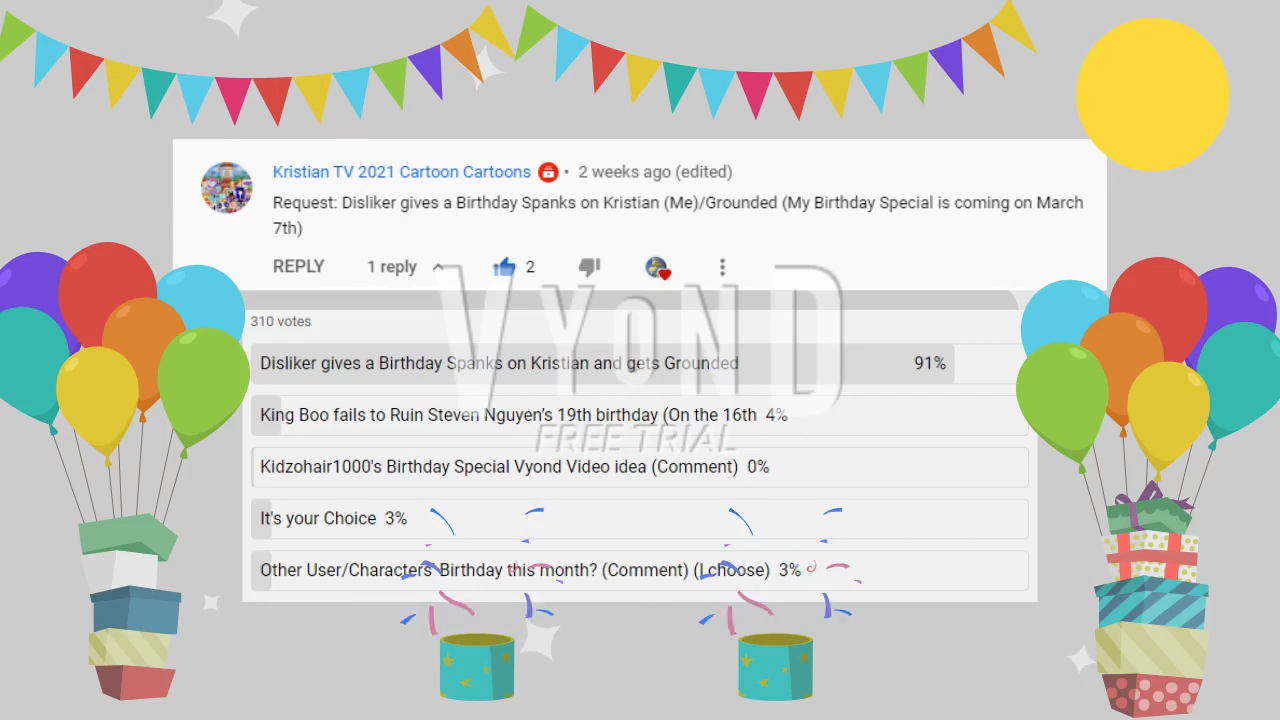 Kristian TV 2021 Cartoon Cartoons • 2 weeks ago (edited)
Request: Disliker gives a Birthday Spanks on Kristian (Me)/Grounded (My Birthday Special is coming on March
7th)
REPLY 1 reply 2
310 votes
Disliker gives a Birthday Spanks on Kristian and gets Grounded 91%
King Boo fails to Ruin Steven Nguyen's 19th birthday (On the 16th 4%
Kidzohair1000's Birthday Special Vyond Video idea (Comment) 0%
It's your Choice 3%
Other User/Characters' Birthday this month? (Comment) (I choose) 3%
VYOND
FREE TRIAL